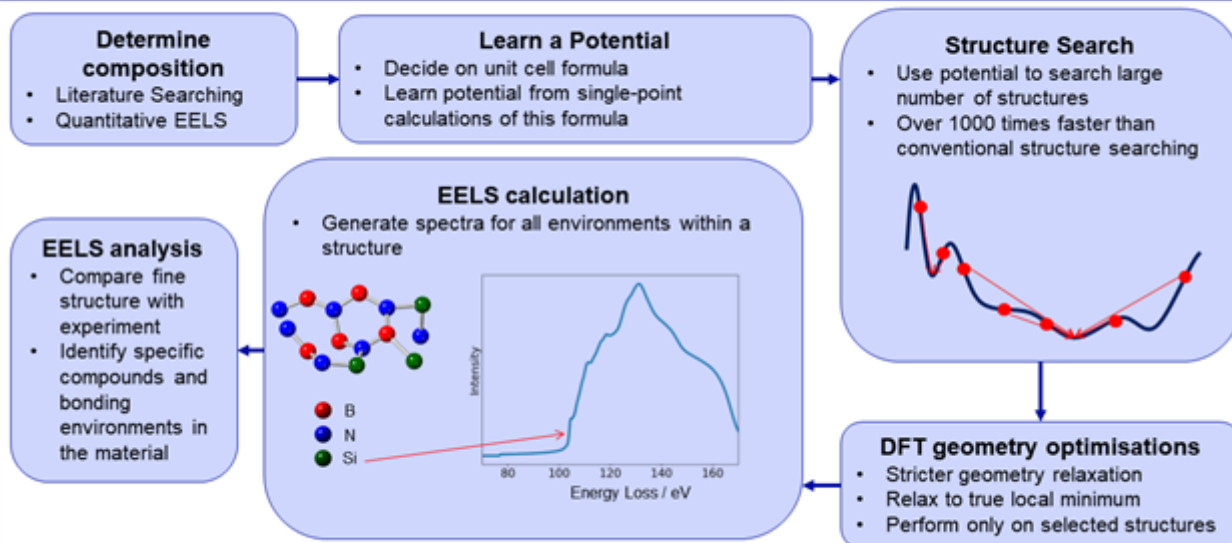 Determine
composition
• Literature Searching
• Quantitative EELS
Learn a Potential
• Decide on unit cell formula
• Learn potential from single-point
calculations of this formula
Structure Search
• Use potential to search large
number of structures
• Over 1000 times faster than
conventional structure searching
DFT geometry optimisations
• Stricter geometry relaxation
• Relax to true local minimum
• Perform only on selected structures
EELS calculation
• Generate spectra for all environments within a
structure
B
N
Si
Intensity
80 100 120 140 160
Energy Loss / eV
EELS analysis
• Compare fine
structure with
experiment
• Identify specific
compounds and
bonding
environments in
the material